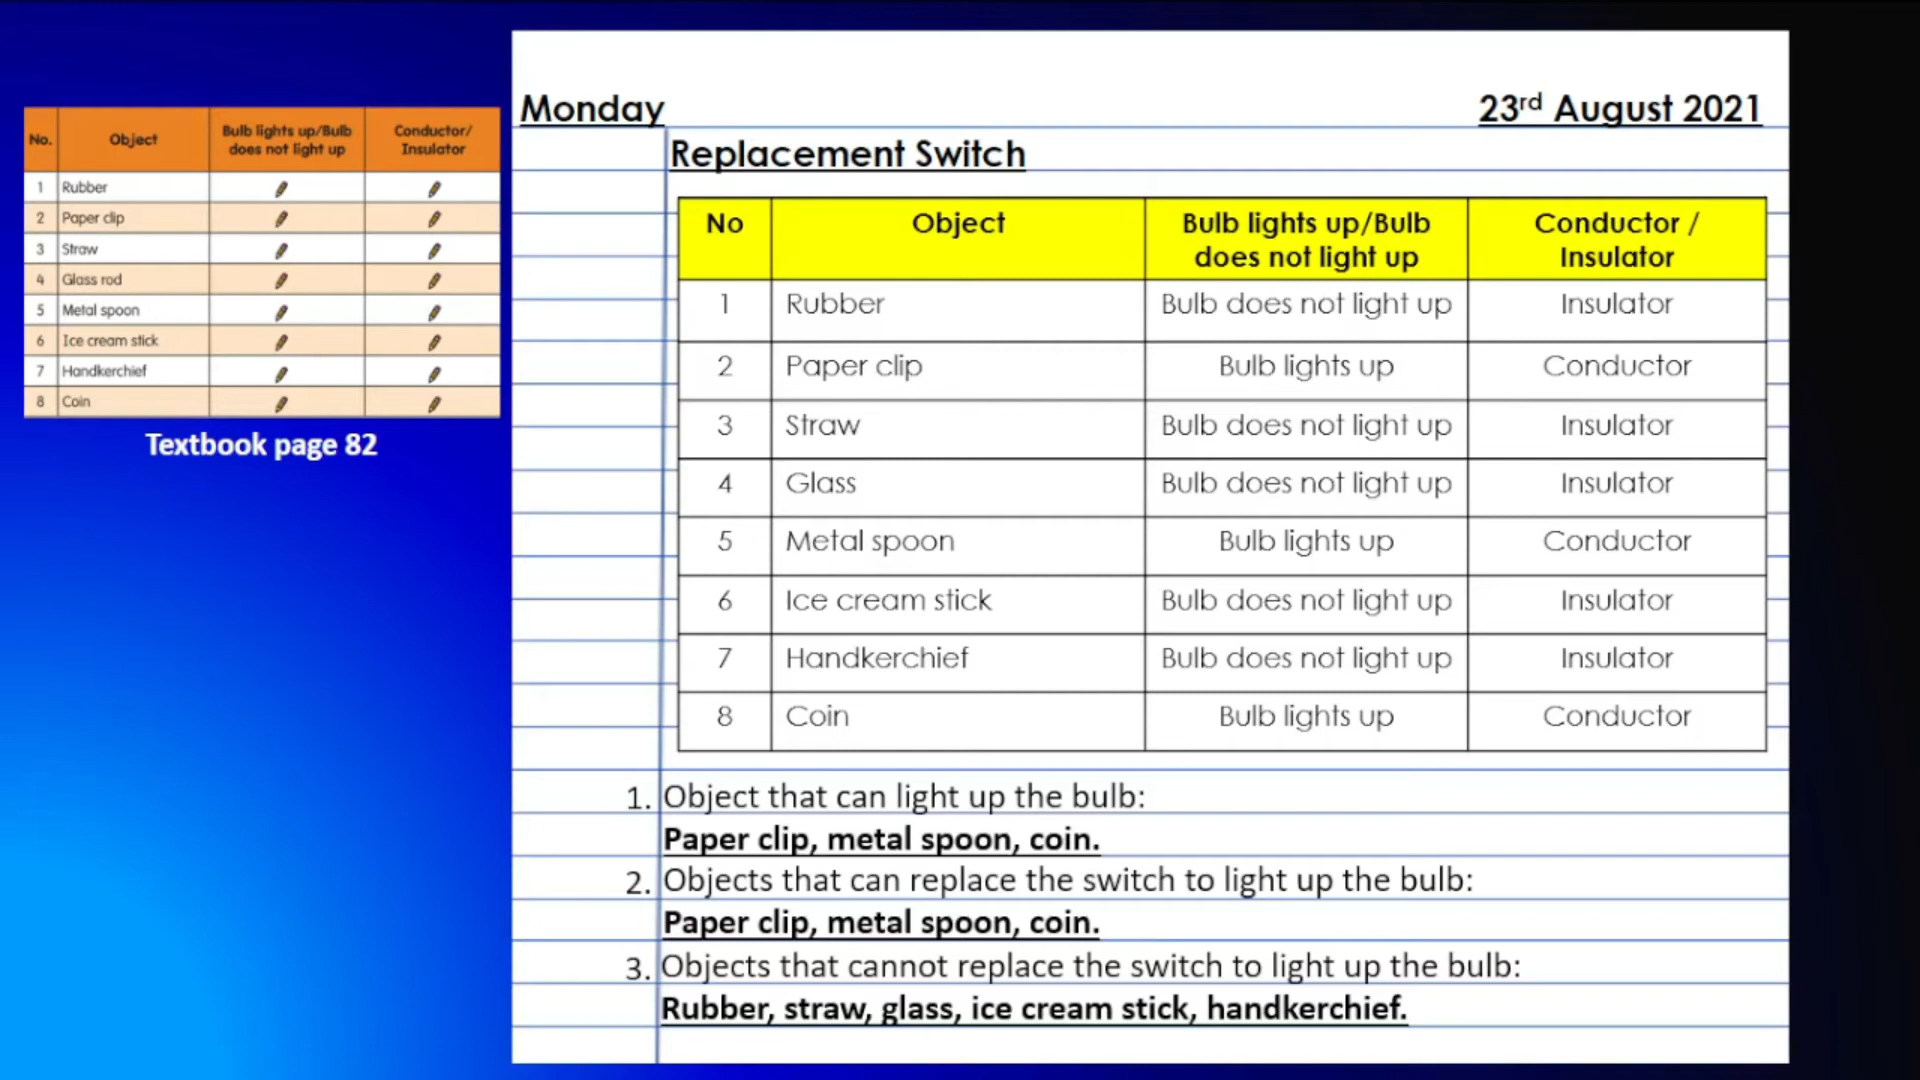 No. Object Bulb lights up/Bulb does not light up Conductor/ Insulator
1 Rubber
2 Paper clip
3 Straw
4 Glass rod
5 Metal spoon
6 Ice cream stick
7 Handkerchief
8 Coin
Textbook page 82
Monday 23rd August 2021
Replacement Switch
No Object Bulb lights up/Bulb does not light up Conductor / Insulator
1 Rubber Bulb does not light up Insulator
2 Paper clip Bulb lights up Conductor
3 Straw Bulb does not light up Insulator
4 Glass Bulb does not light up Insulator
5 Metal spoon Bulb lights up Conductor
6 Ice cream stick Bulb does not light up Insulator
7 Handkerchief Bulb does not light up Insulator
8 Coin Bulb lights up Conductor
1. Object that can light up the bulb:
Paper clip, metal spoon, coin.
2. Objects that can replace the switch to light up the bulb:
Paper clip, metal spoon, coin.
3. Objects that cannot replace the switch to light up the bulb:
Rubber, straw, glass, ice cream stick, handkerchief.